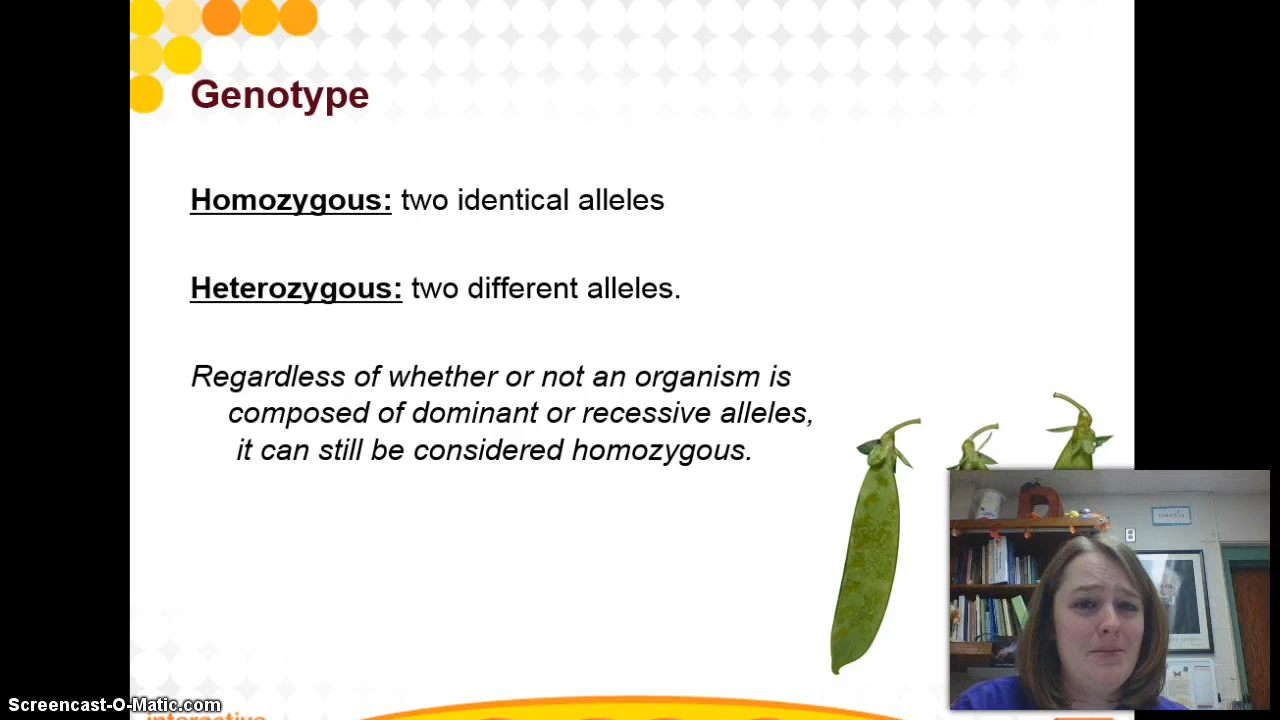 Genotype
Homozygous: two identical alleles
Heterozygous: two different alleles.
Regardless of whether or not an organism is
composed of dominant or recessive alleles,
it can still be considered homozygous.
Screencast-O-Matic.com
interactive